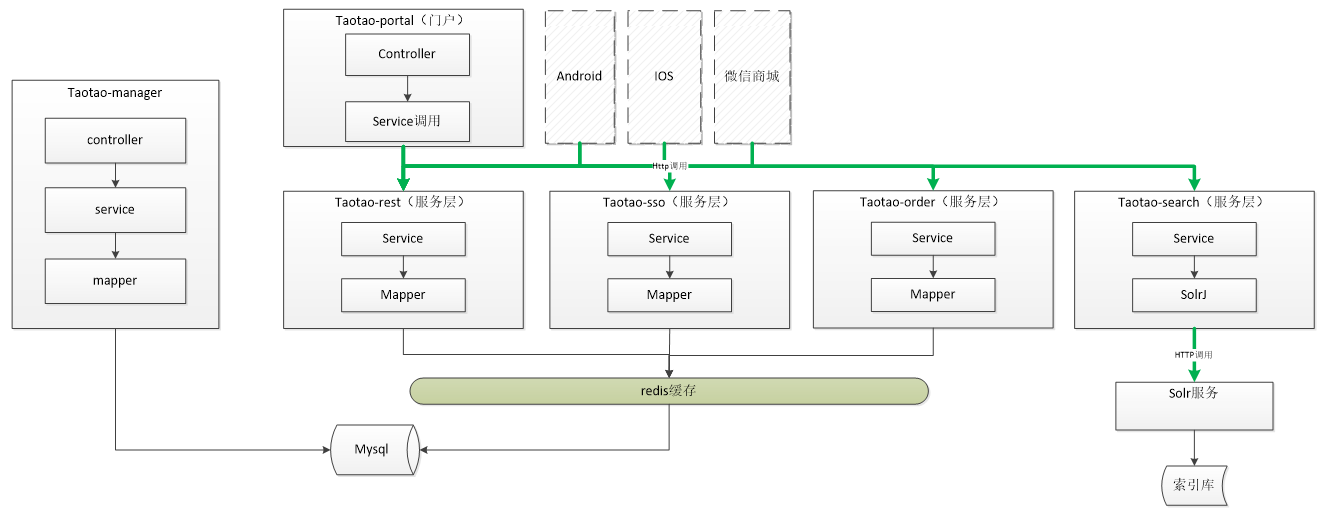 Taotao-manager
controller
service
mapper
Taotao-portal（门户）
Controller
Service调用
Android
IOS
微信商城
Http调用
Taotao-rest（服务层）
Service
Mapper
Taotao-sso（服务层）
Service
Mapper
Taotao-order（服务层）
Service
Mapper
Taotao-search（服务层）
Service
SolrJ
HTTP调用
redis缓存
Solr服务
Mysql
索引库